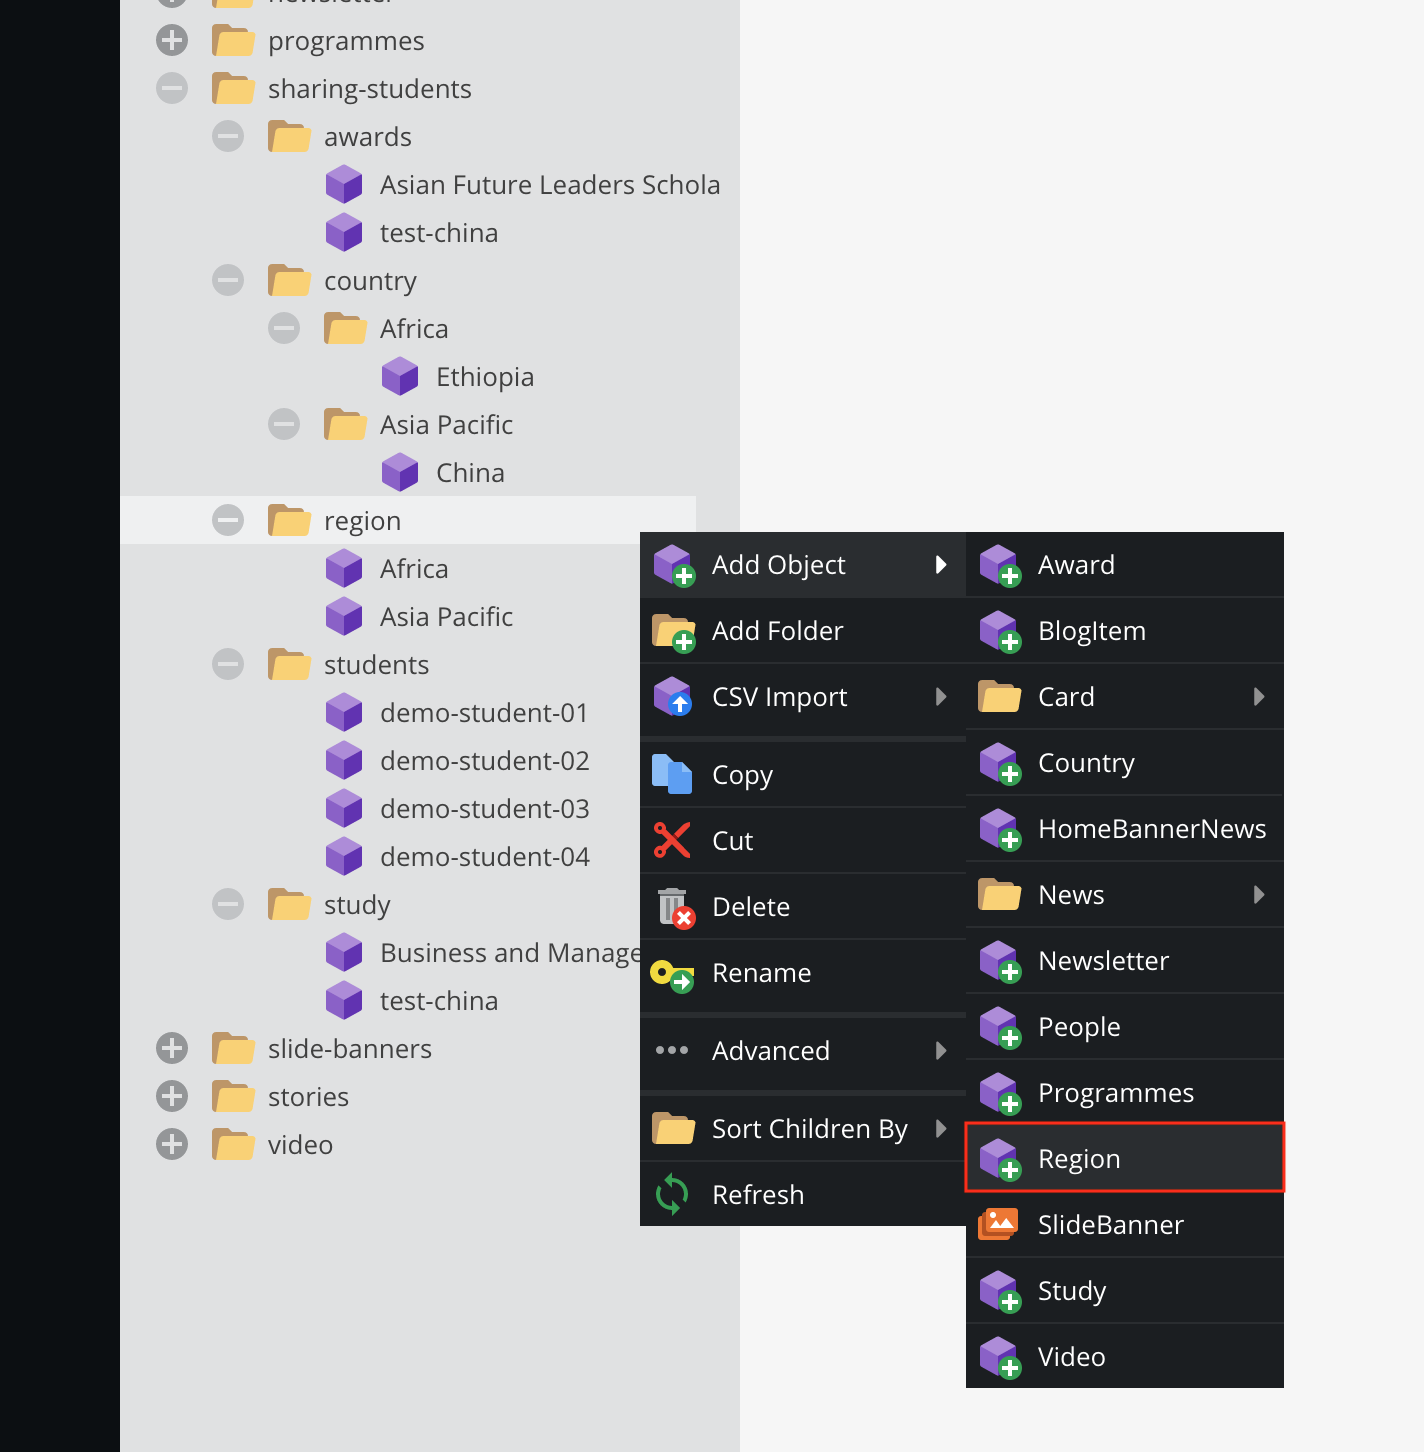 newsletter
programmes
sharing-students
awards
Asian Future Leaders Schola
test-china
country
Africa
Ethiopia
Asia Pacific
China
region
Africa
Asia Pacific
students
demo-student-01
demo-student-02
demo-student-03
demo-student-04
study
Business and Manage
test-china
slide-banners
stories
video
Add Object
Add Folder
CSV Import
Copy
Cut
Delete
Rename
Advanced
Sort Children By
Refresh
Award
BlogItem
Card
Country
HomeBannerNews
News
Newsletter
People
Programmes
Region
SlideBanner
Study
Video